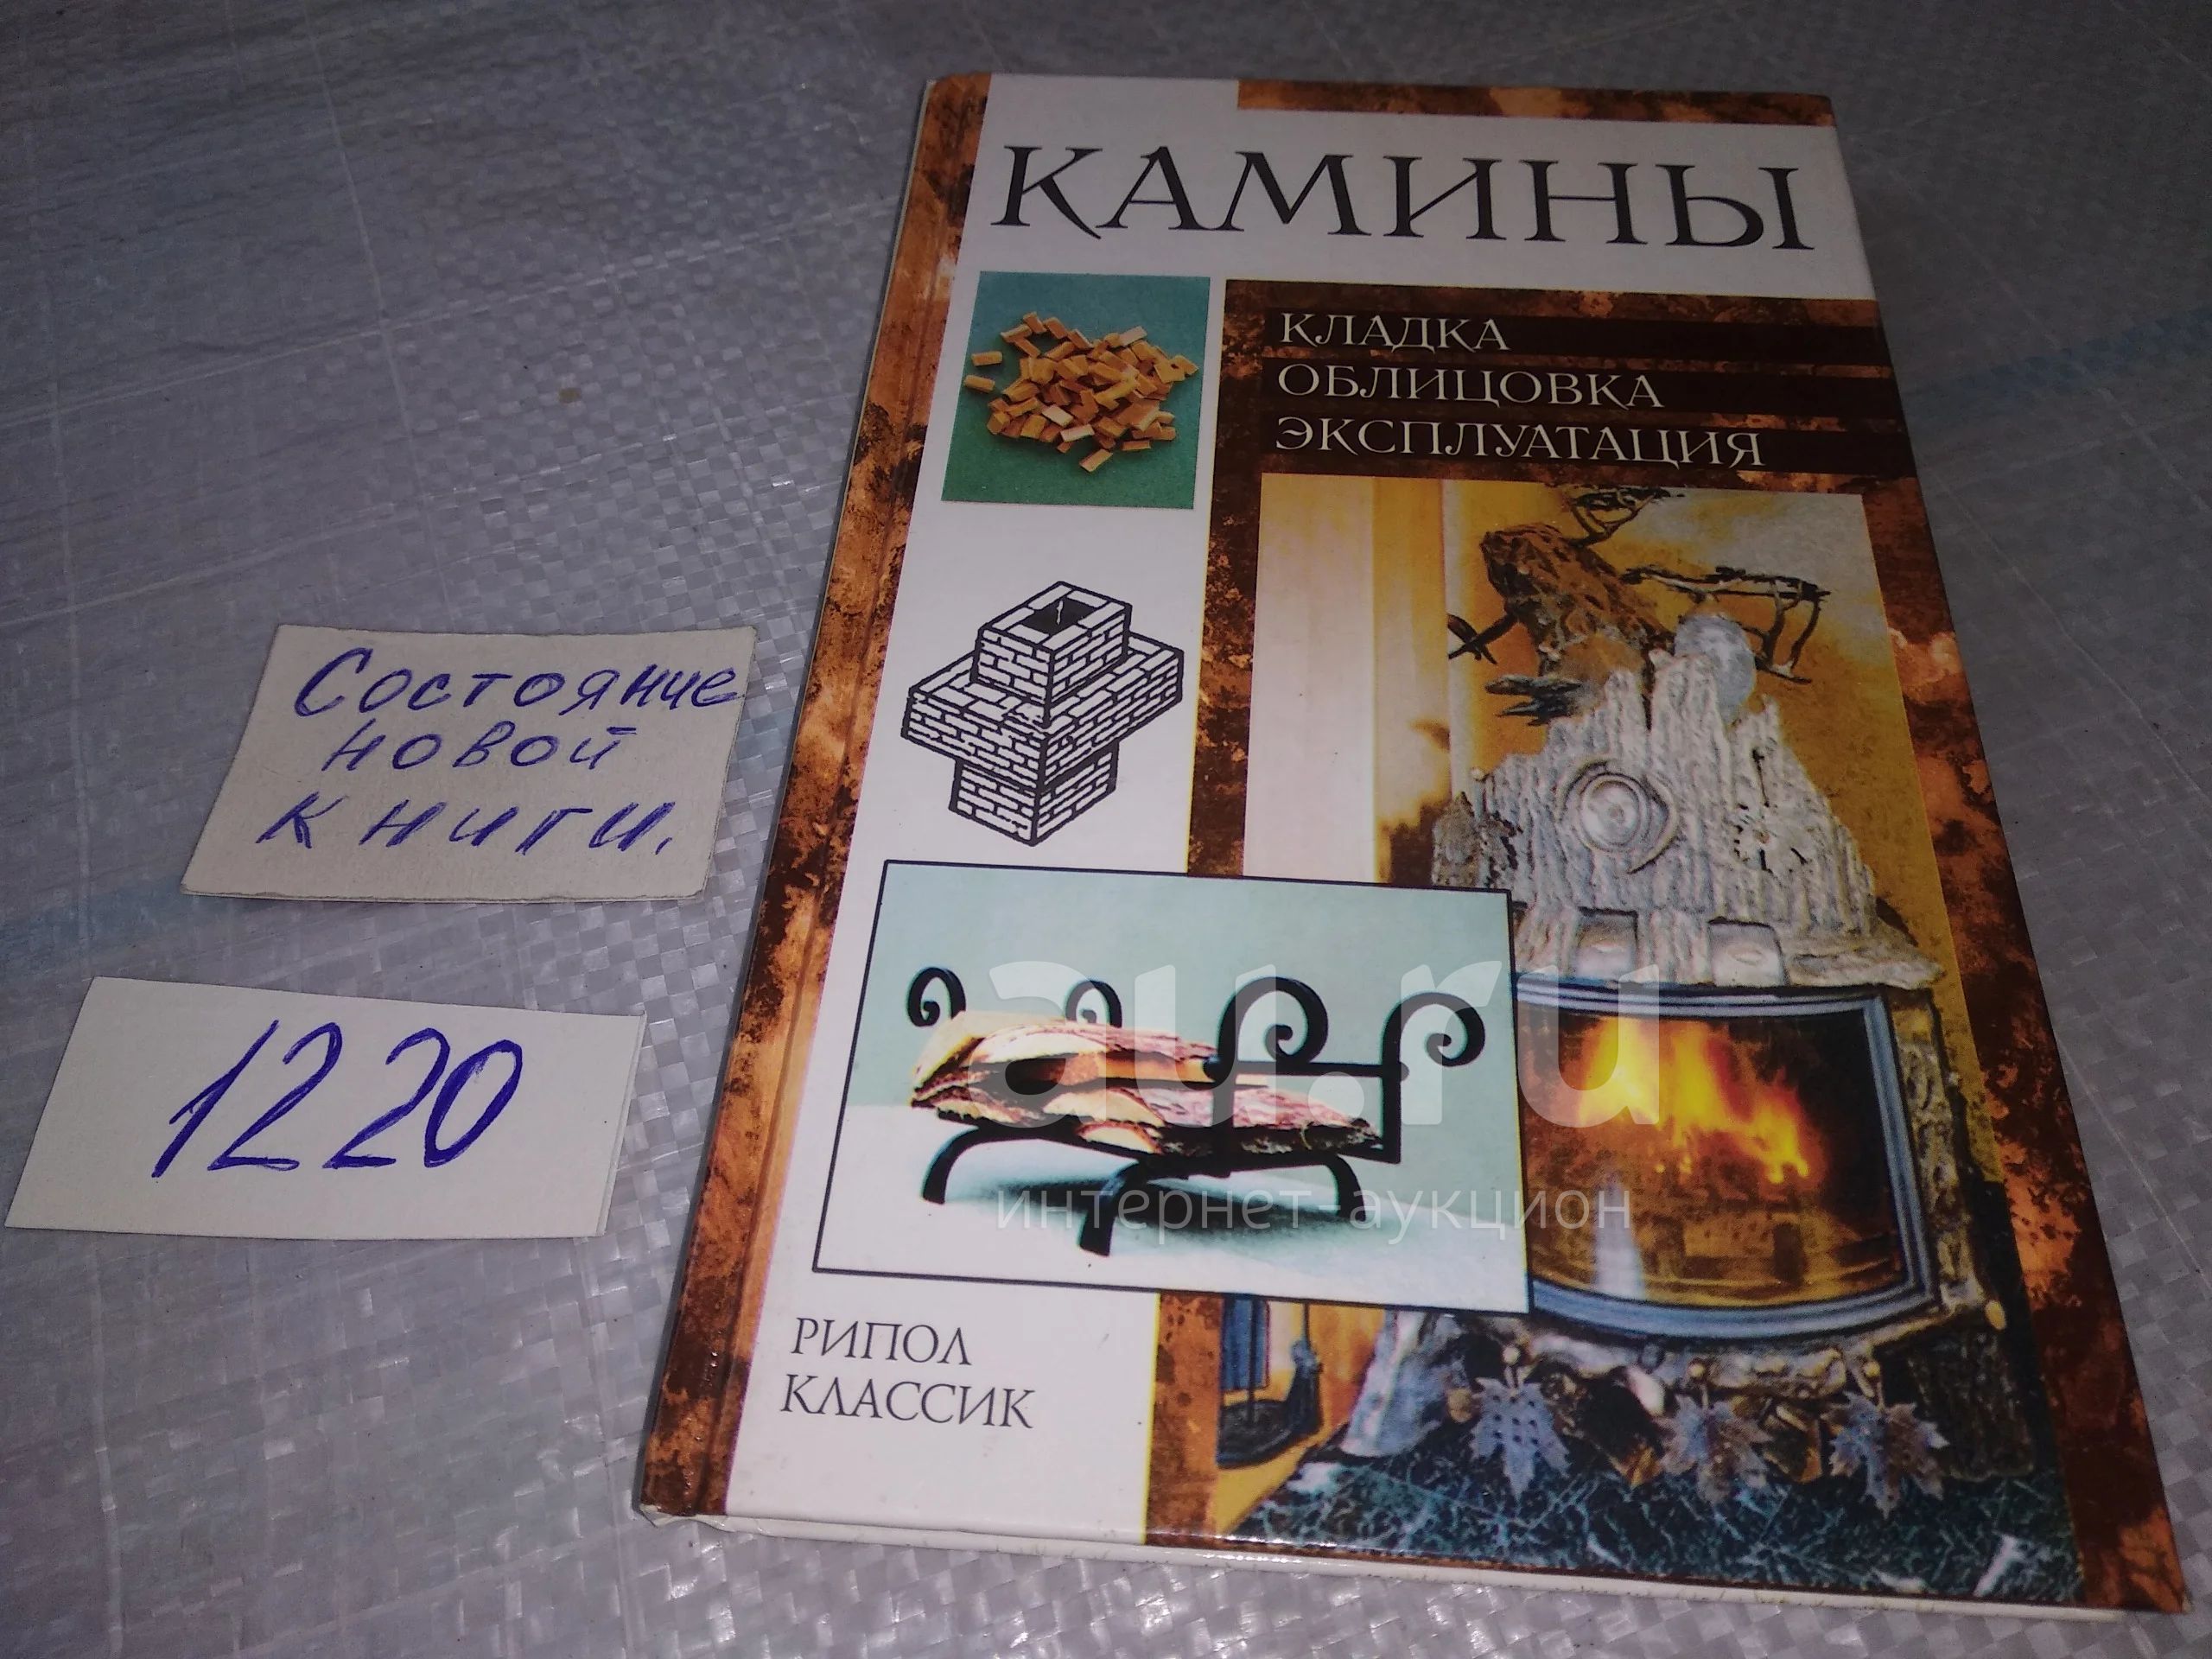 КАМИНЫ
КЛАДКА
ОБЛИЦОВКА
ЭКСПЛУАТАЦИЯ
Состояние
новой
книги.
1220
au.ru
интернет-аукцион
РИПОЛ
КЛАССИК